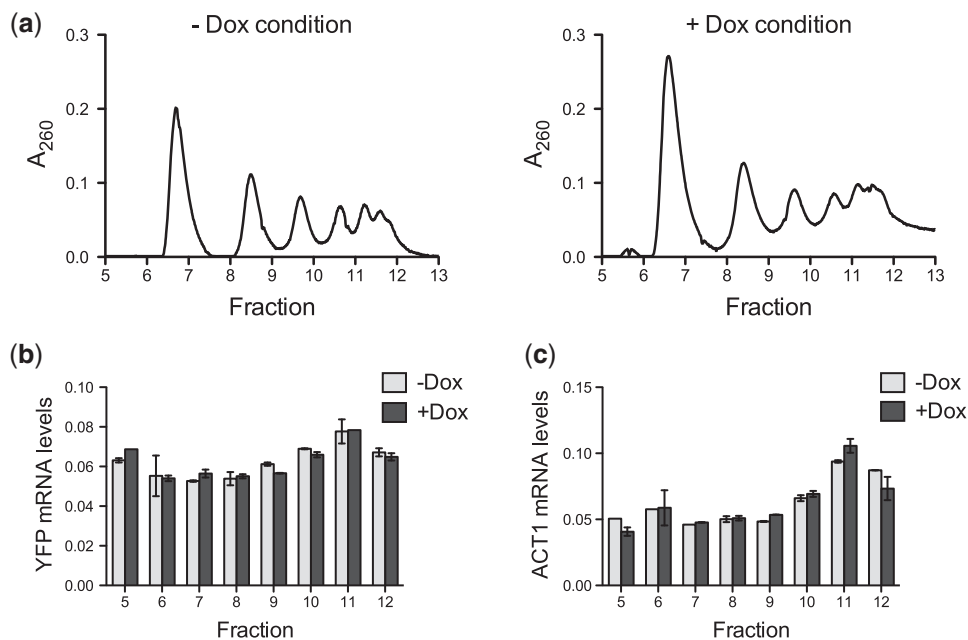 (a)
- Dox condition
0.3
0.2
0.1
0.0
A260
5 6 7 8 9 10 11 12 13
Fraction
+ Dox condition
0.3
0.2
0.1
0.0
A260
5 6 7 8 9 10 11 12 13
Fraction
(b)
-Dox
+Dox
0.10
0.08
0.06
0.04
0.02
0.00
YFP mRNA levels
5 6 7 8 9 10 11 12
Fraction
(c)
-Dox
+Dox
0.15
0.10
0.05
0.00
ACT1 mRNA levels
5 6 7 8 9 10 11 12
Fraction